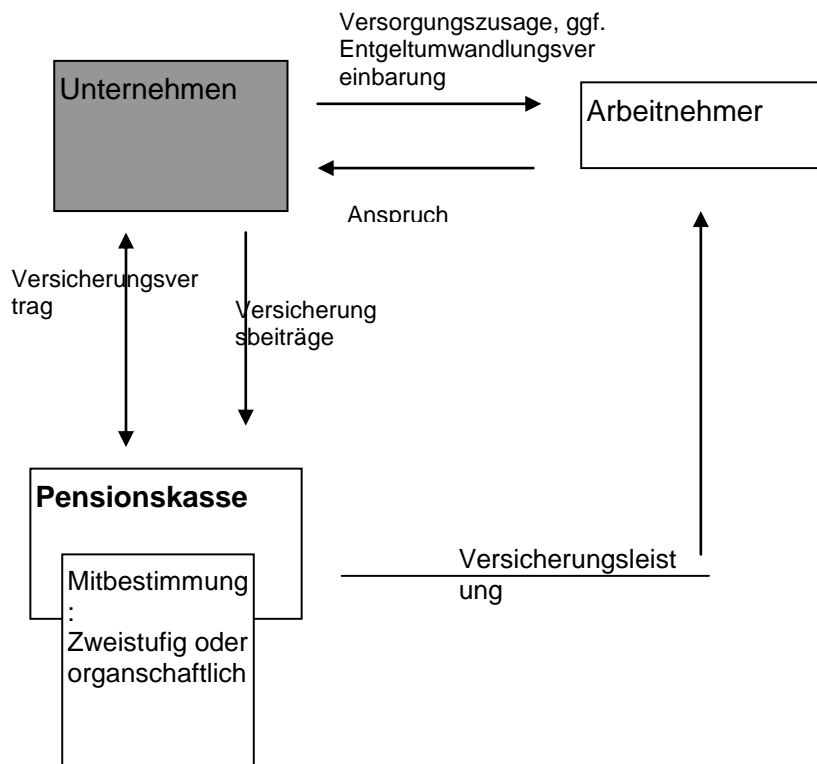 Versorgungszusage, ggf.
Entgeltumwandlungsver
einbarung
Unternehmen
Arbeitnehmer
Anspruch
Versicherungsver
trag
Versicherung
sbeiträge
Pensionskasse
Mitbestimmung
:
Zweistufig oder
organschaftlich
Versicherungsleist
ung